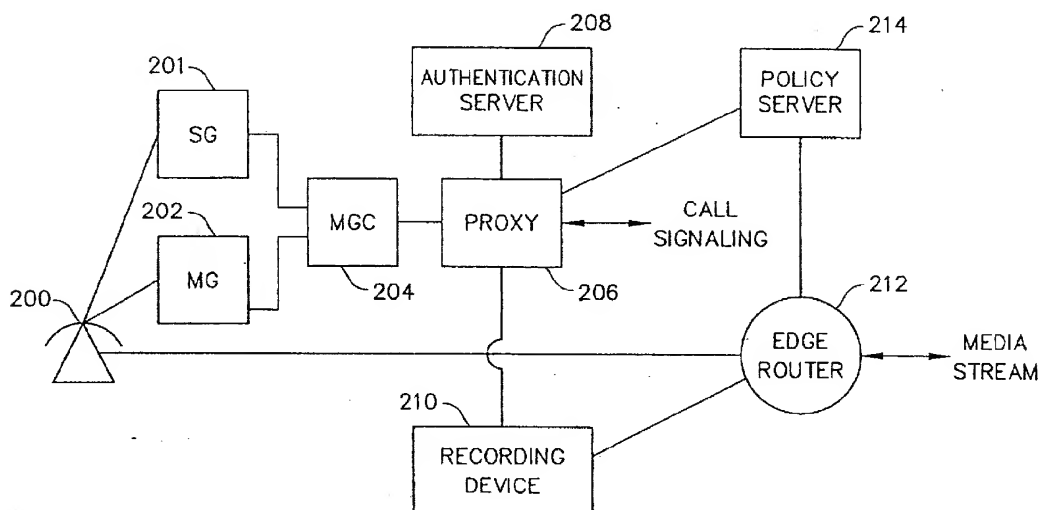 208
214
201
AUTHENTICATION
SERVER
POLICY
SERVER
SG
202
MGC
PROXY
CALL
SIGNALING
MG
204
206
200
212
EDGE
ROUTER
MEDIA
STREAM
210
RECORDING
DEVICE